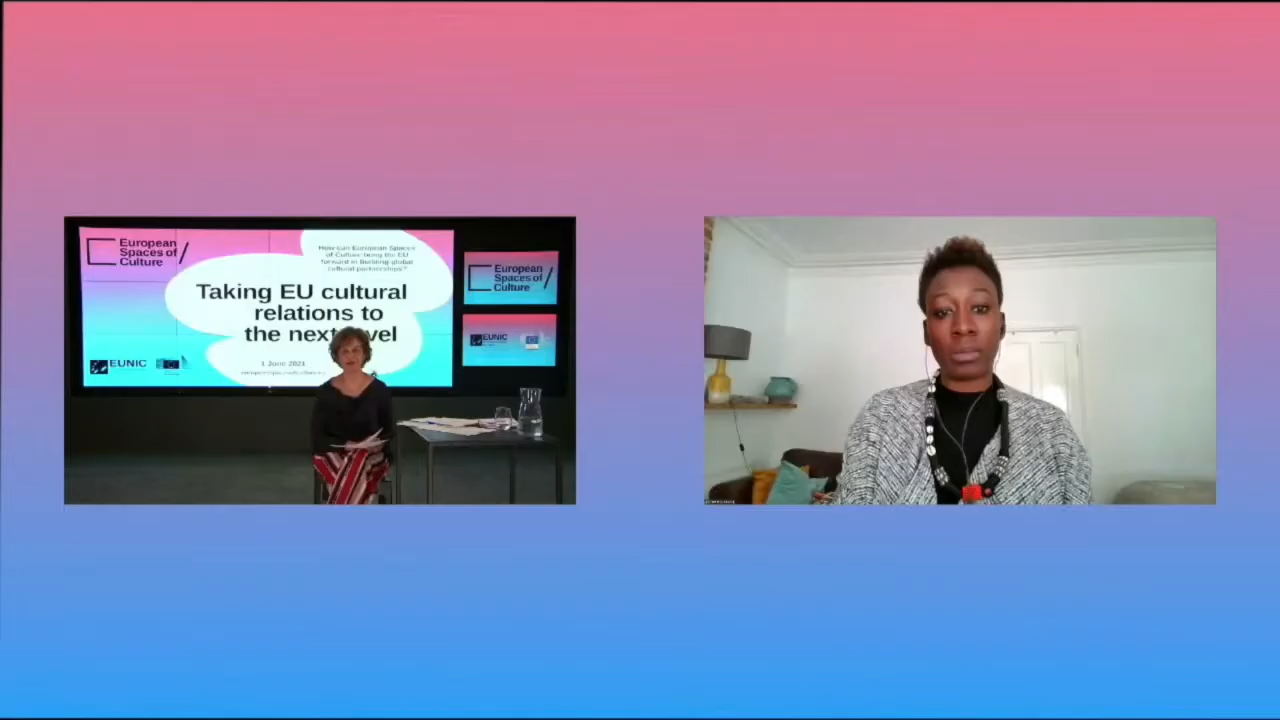 European
Spaces of
Culture
How can European Spaces
of Culture bring the EU
forward in building global
cultural partnerships?
Taking EU cultural
relations to
the next
1 June 2021
EUNIC
European
Spaces of
Culture
EUNIC